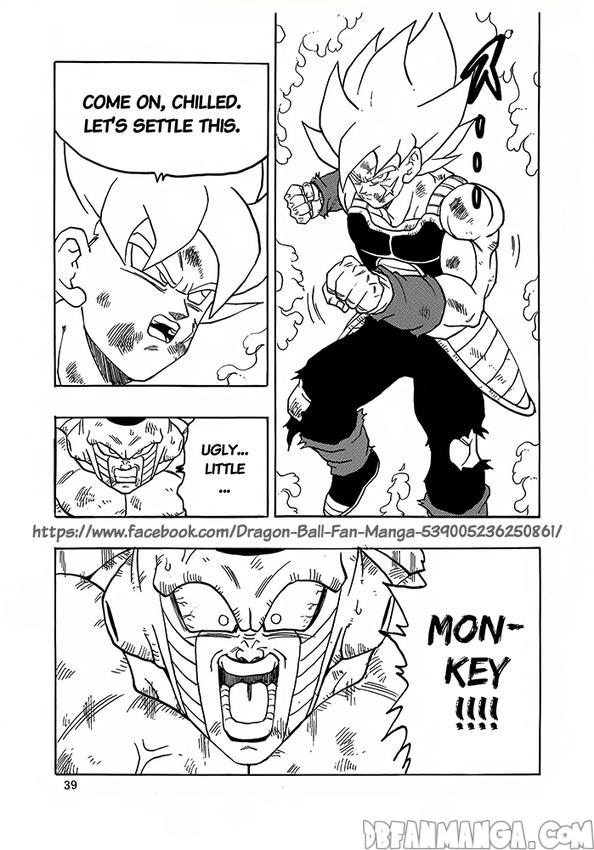 COME ON, CHILLED.
LET'S SETTLE THIS.
UGLY...
LITTLE
...
https://www.facebook.com/Dragon-Ball-Fan-Manga-539005236250861/
MON-
KEY
!!!!
39
DBFANMANGA.COM